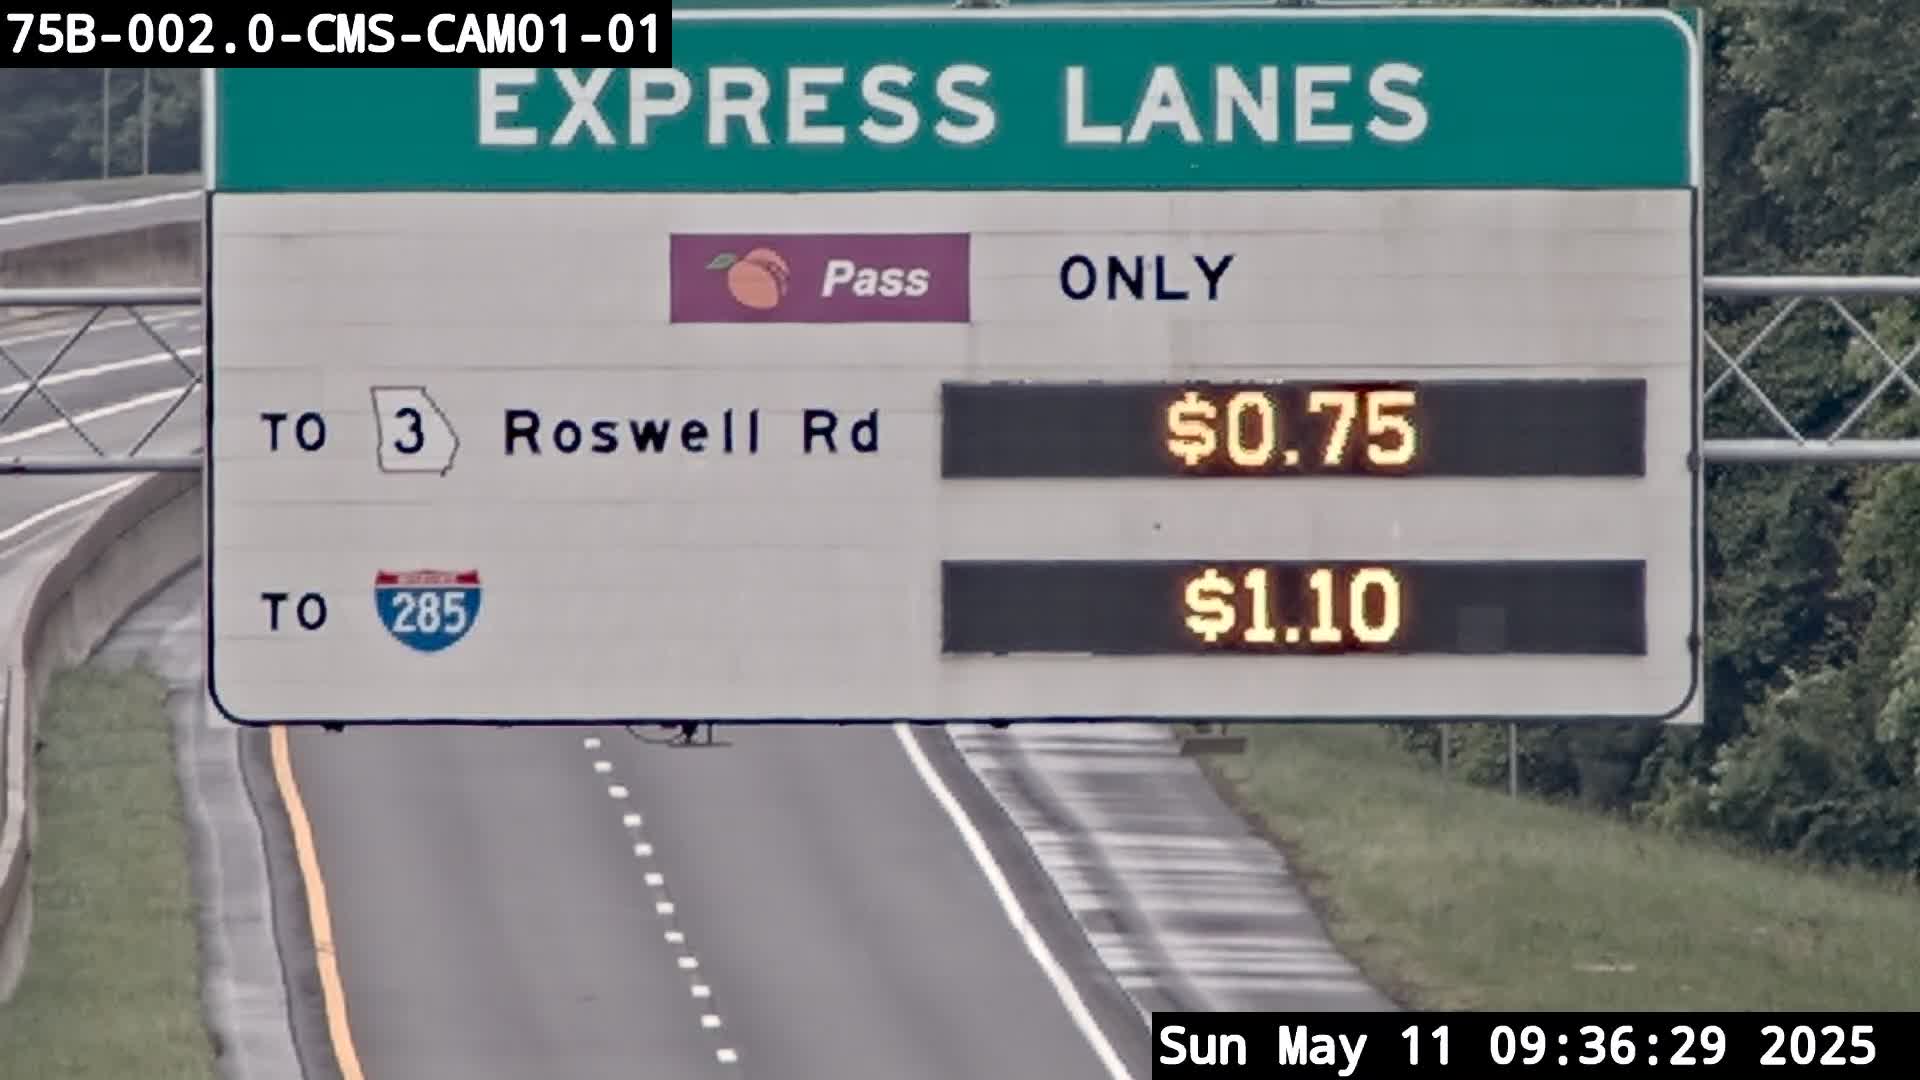 75B-002.0-CMS-CAM01-01
EXPRESS LANES
Pass ONLY
TO 3 Roswell Rd $0.75
TO 285 $1.10
Sun May 11 09:36:29 2025